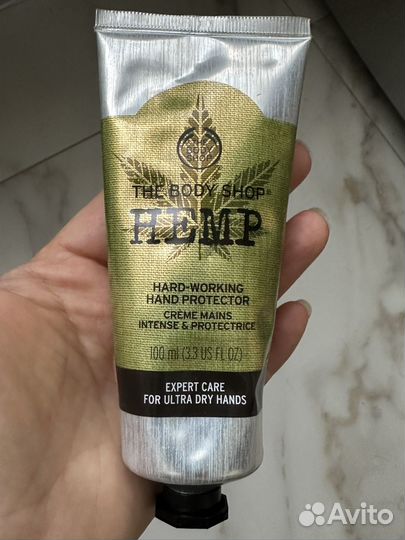 THE BODY SHOP®
HEMP
HARD-WORKING
HAND PROTECTOR
CRÈME MAINS
INTENSE & PROTECTRICE
100 ml (3.3 US FL OZ)
EXPERT CARE
FOR ULTRA DRY HANDS
Avito